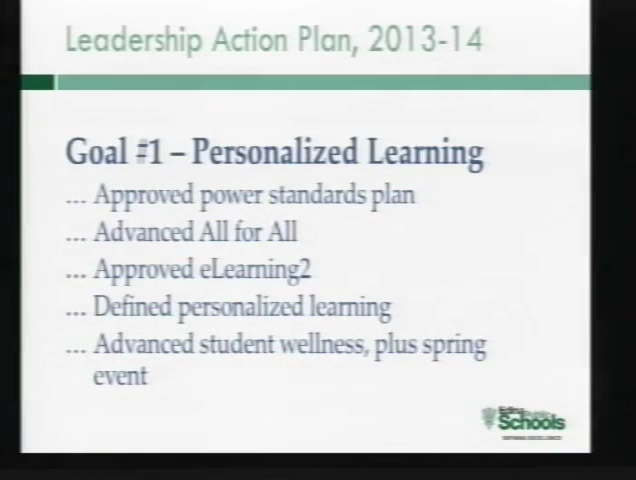 Leadership Action Plan, 2013-14
Goal #1 – Personalized Learning
... Approved power standards plan
... Advanced All for All
... Approved eLearning2
... Defined personalized learning
... Advanced student wellness, plus spring
event
Schools